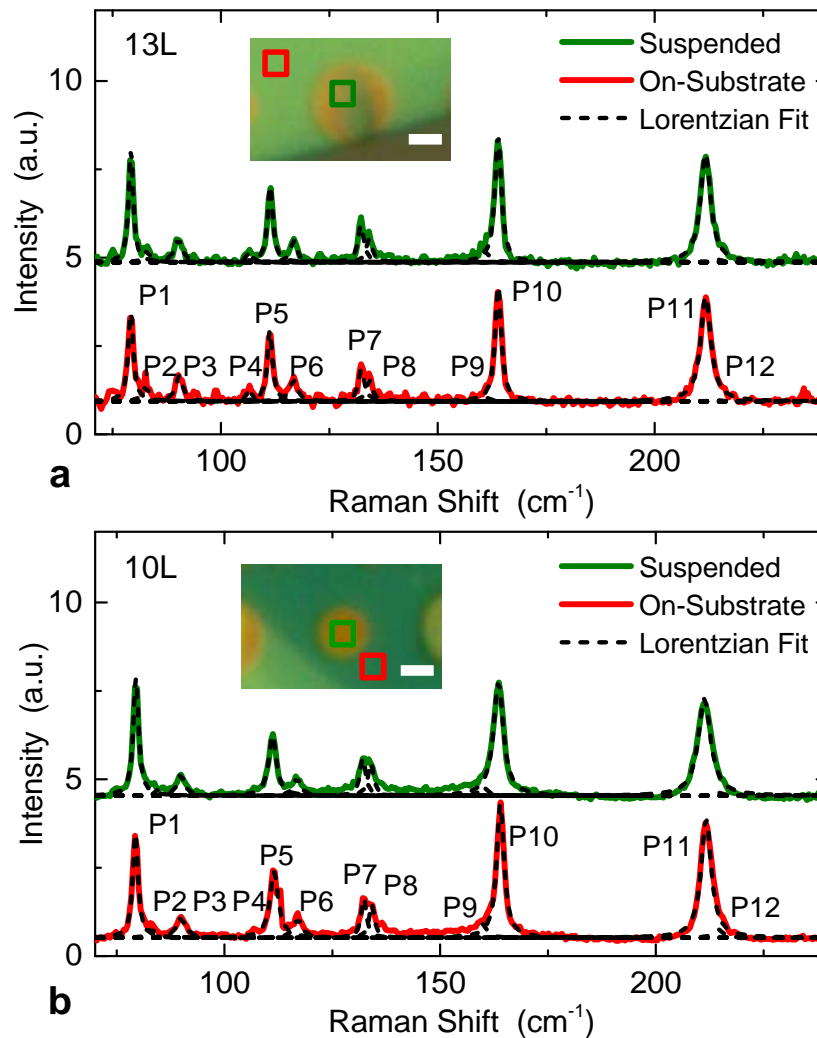 13L
Suspended
On-Substrate
Lorentzian Fit
10
5
0
P1
P2
P3
P4
P5
P6
P7
P8
P9
P10
P11
P12
Intensity (a.u.)
100
150
200
a
Raman Shift (cm⁻¹)
10L
Suspended
On-Substrate
Lorentzian Fit
10
5
0
P1
P2
P3
P4
P5
P6
P7
P8
P9
P10
P11
P12
Intensity (a.u.)
100
150
200
b
Raman Shift (cm⁻¹)